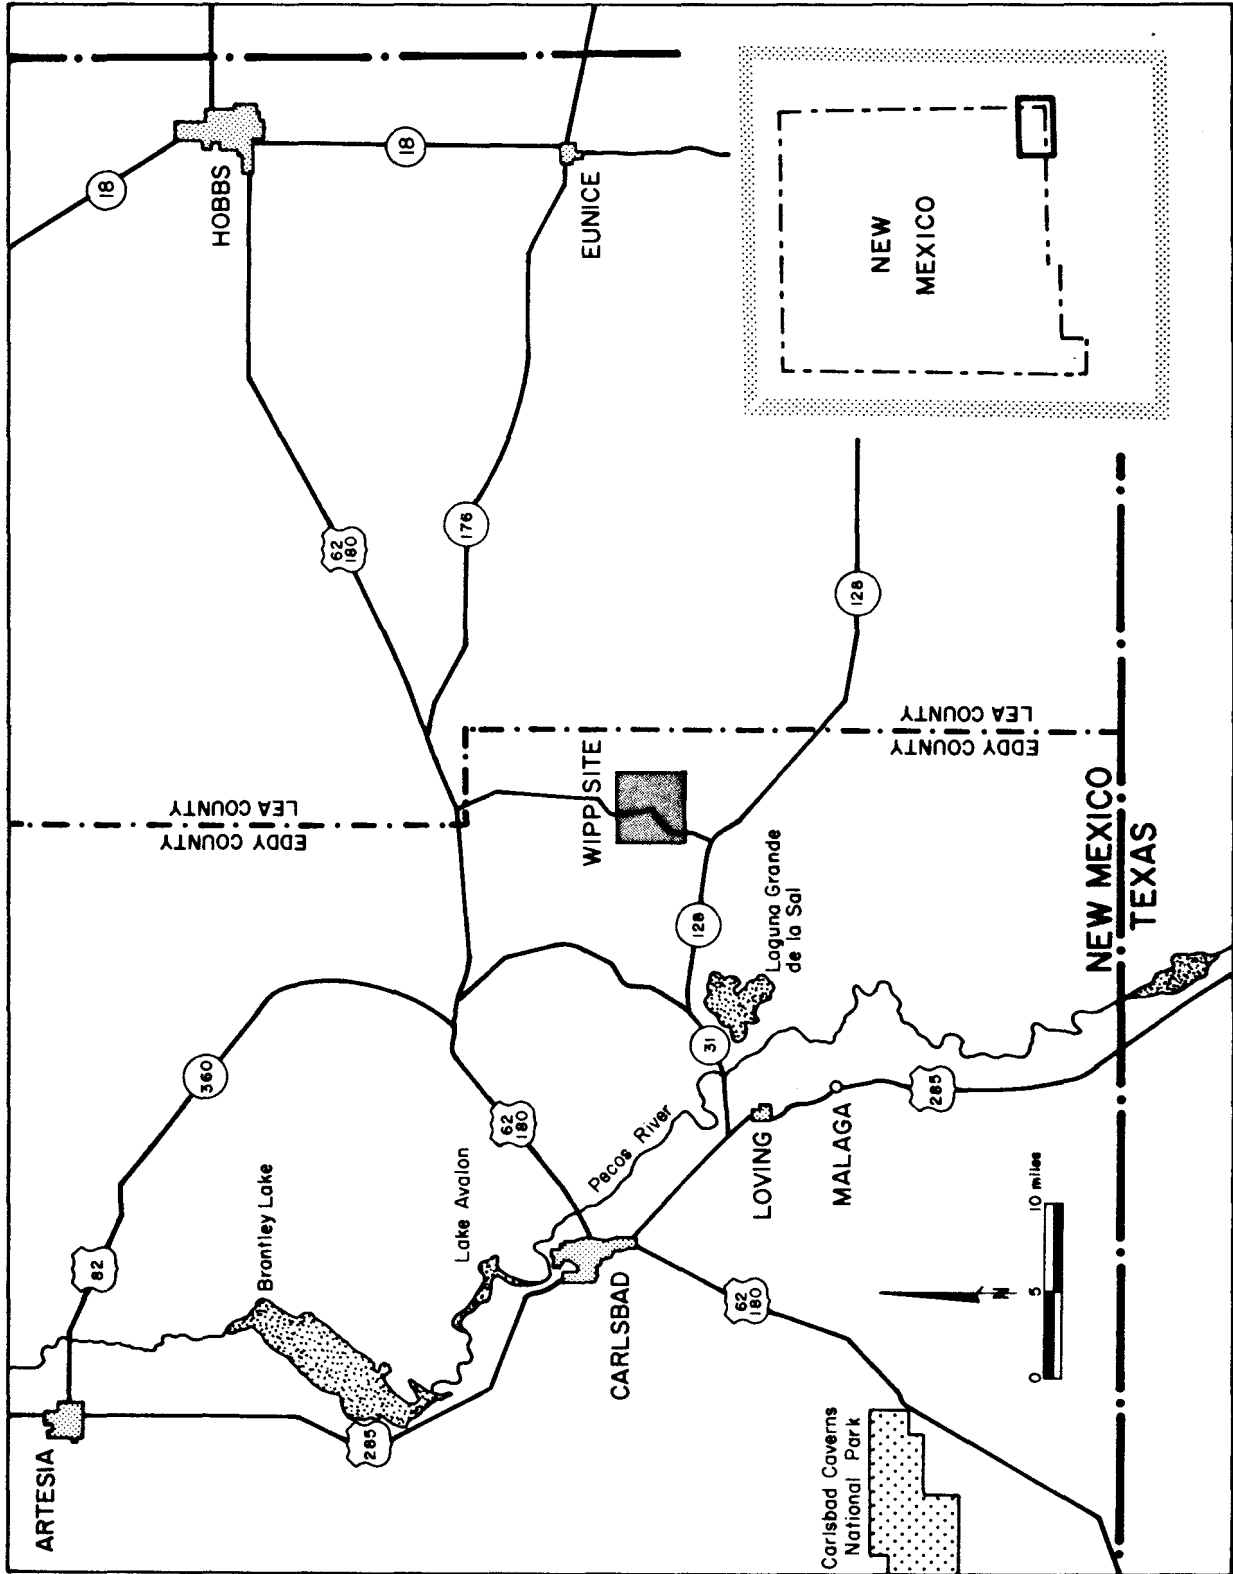 ARTESIA
82
360
Brantley Lake
285
Lake Avalon
62
180
CARLSBAD
Pecos River
31
LOVING
MALAGA
285
62
180
Carlsbad Caverns
National Park
0
5
10 miles
N
EDDY COUNTY
LEA COUNTY
18
HOBBS
18
EUNICE
62
180
176
WIPP SITE
128
Laguna Grande
de la Sal
128
EDDY COUNTY
LEA COUNTY
NEW MEXICO
TEXAS
NEW
MEXICO